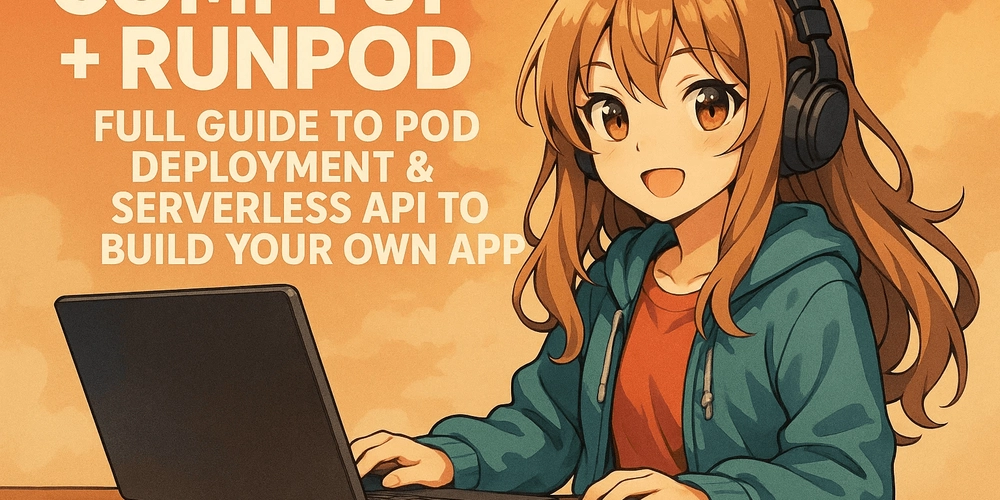 + RUNPOD
FULL GUIDE TO POD
DEPLOYMENT &
SERVERLESS API TO
BUILD YOUR OWN APP